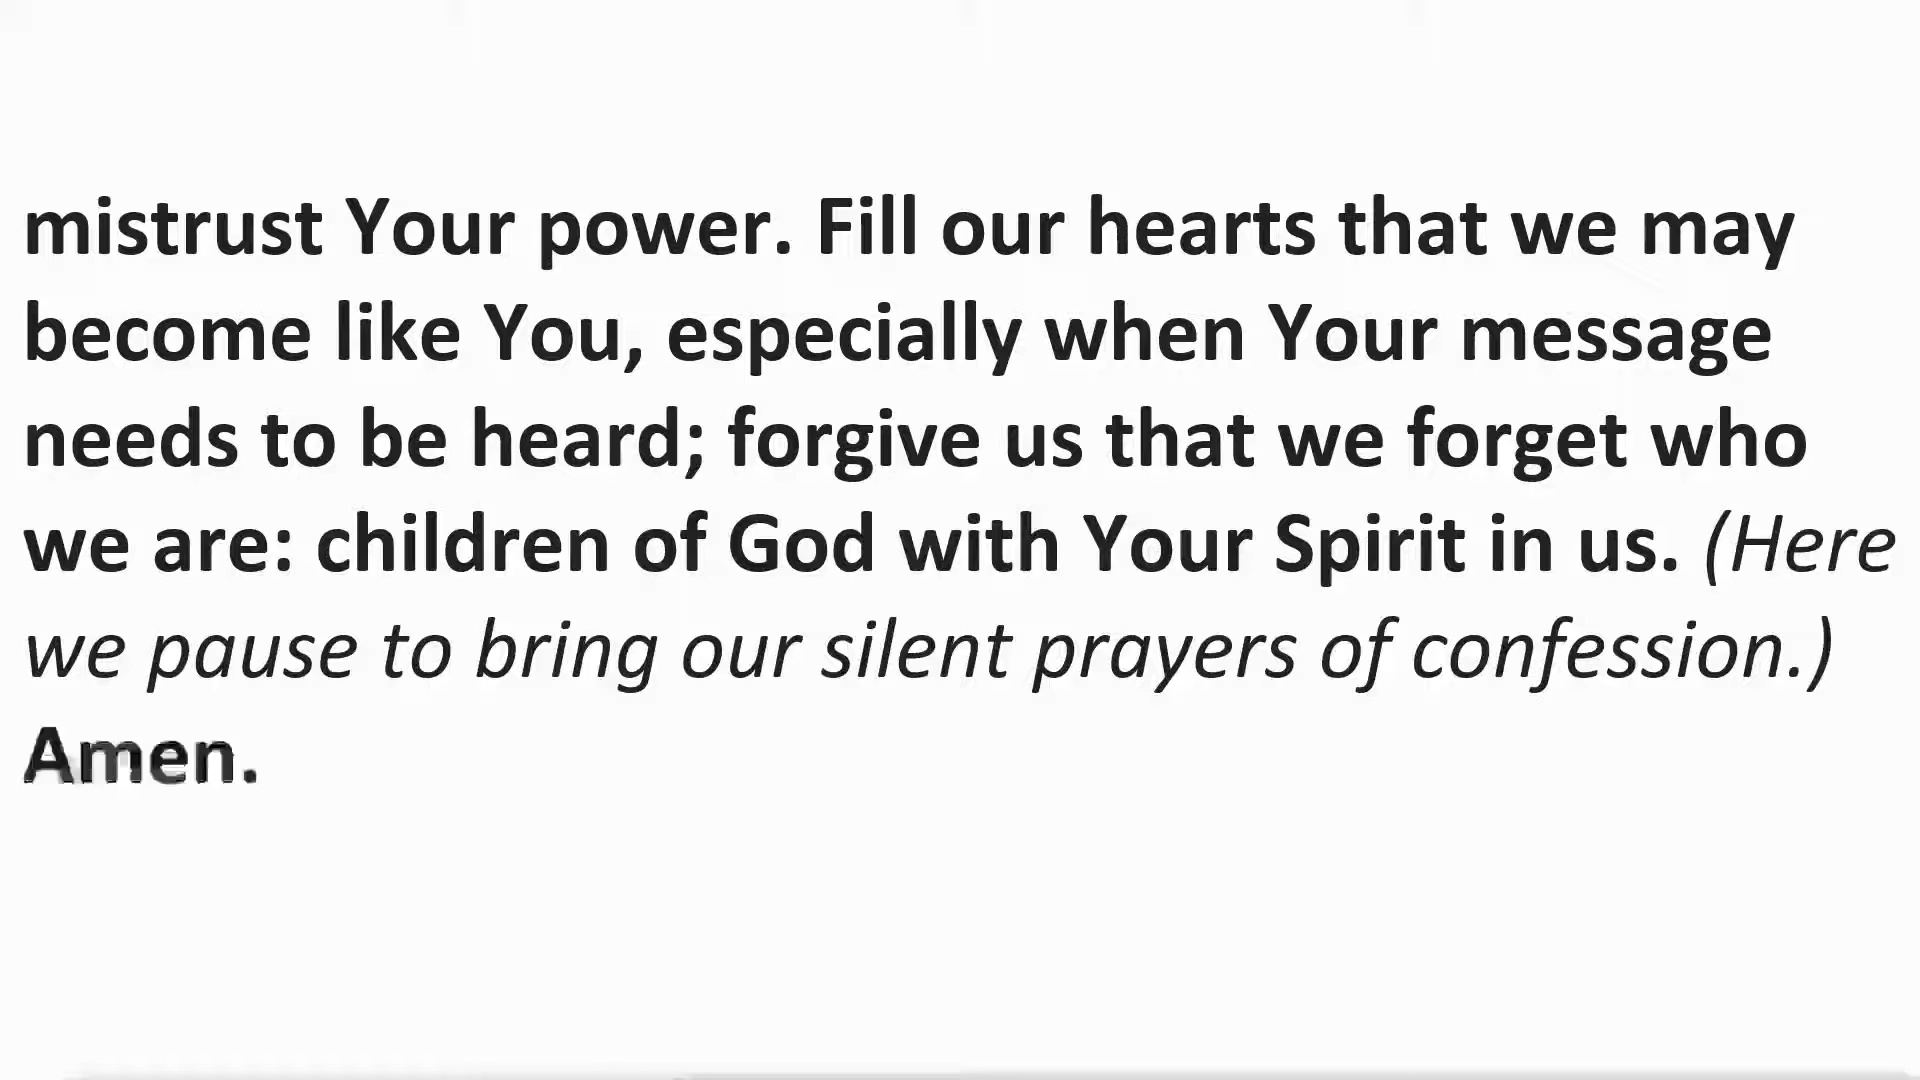 mistrust Your power. Fill our hearts that we may
become like You, especially when Your message
needs to be heard; forgive us that we forget who
we are: children of God with Your Spirit in us. (Here
we pause to bring our silent prayers of confession.)
Amen.